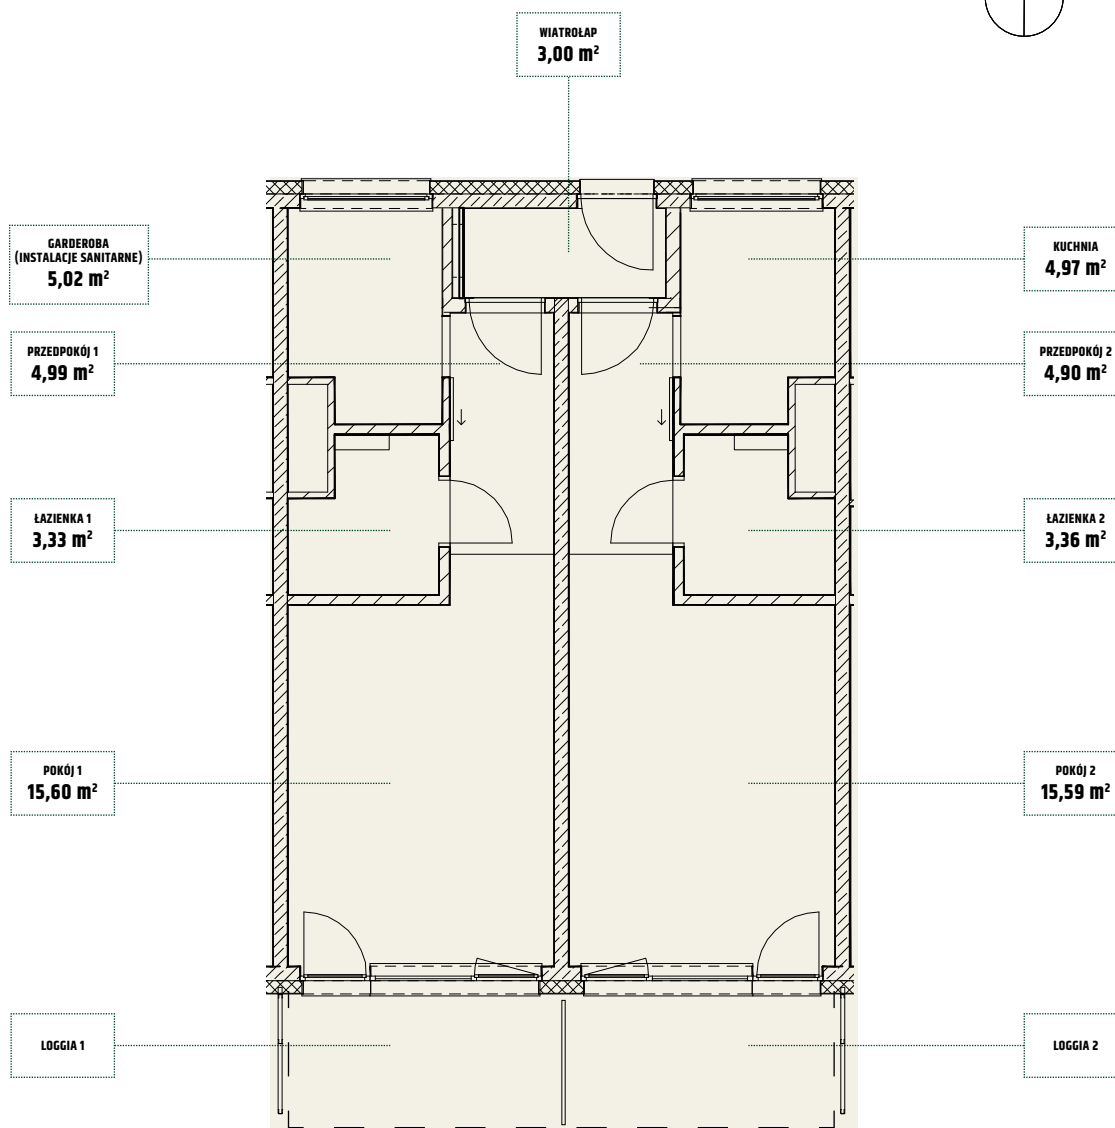 WIATROŁAP
3,00 m²
GARDEROBA
(INSTALACJE SANITARNE)
5,02 m²
KUCHNIA
4,97 m²
PRZEDPOKÓJ 1
4,99 m²
PRZEDPOKÓJ 2
4,90 m²
ŁAZIENKA 1
3,33 m²
ŁAZIENKA 2
3,36 m²
POKÓJ 1
15,60 m²
POKÓJ 2
15,59 m²
LOGGIA 1
LOGGIA 2